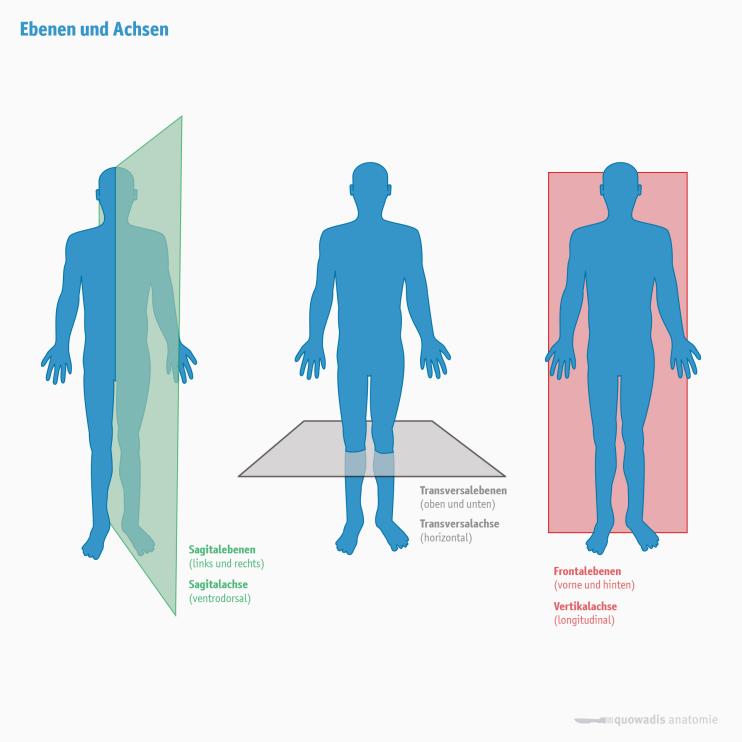 Ebenen und Achsen
Sagitalebenen
(links und rechts)
Sagitalachse
(ventrodorsal)
Transversalebenen
(oben und unten)
Transversalachse
(horizontal)
Frontalebenen
(vorne und hinten)
Vertikalachse
(longitudinal)
quowadis anatomie